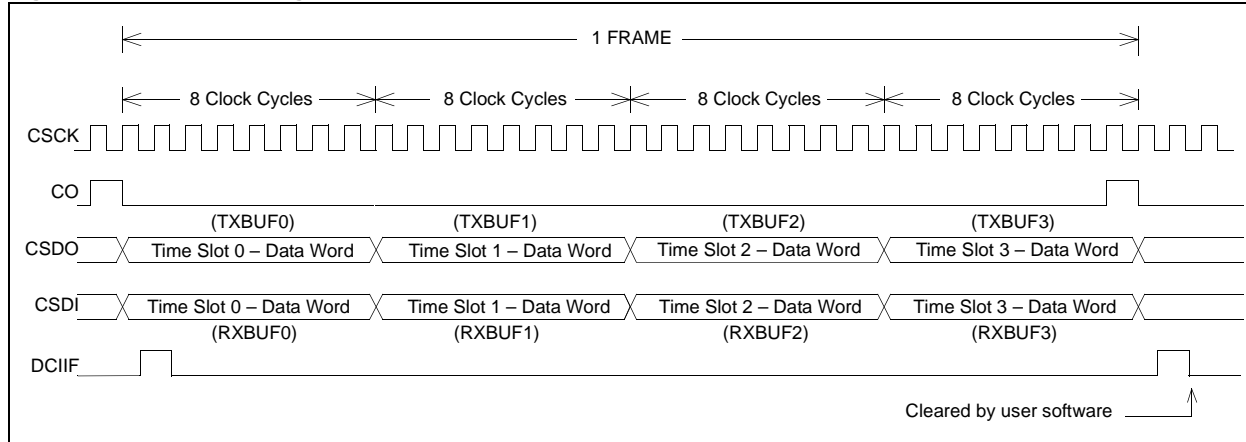 1 FRAME
8 Clock Cycles 8 Clock Cycles 8 Clock Cycles 8 Clock Cycles
CSCK
CO
(TXBUF0) (TXBUF1) (TXBUF2) (TXBUF3)
CSDO Time Slot 0 – Data Word Time Slot 1 – Data Word Time Slot 2 – Data Word Time Slot 3 – Data Word
CSDI Time Slot 0 – Data Word Time Slot 1 – Data Word Time Slot 2 – Data Word Time Slot 3 – Data Word
(RXBUF0) (RXBUF1) (RXBUF2) (RXBUF3)
DCIIF
Cleared by user software